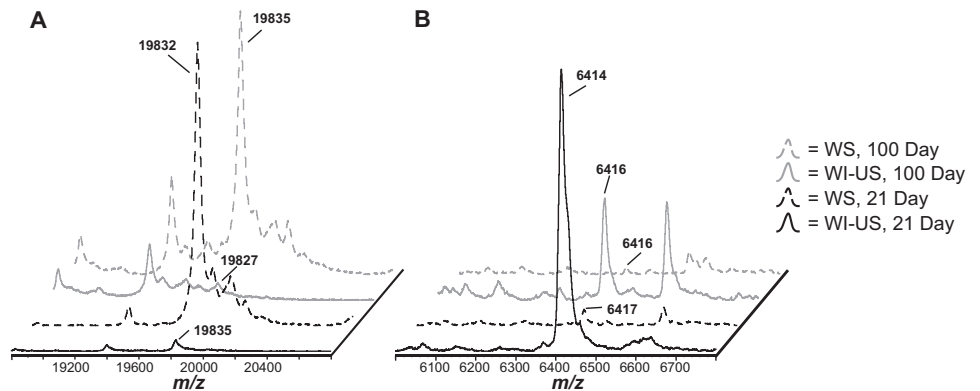 A
19832
19835
19827
19835
19200
19600
20000
20400
m/z
B
6414
6416
6416
6417
6100
6200
6300
6400
6500
6600
6700
m/z
= WS, 100 Day
= WI-US, 100 Day
= WS, 21 Day
= WI-US, 21 Day